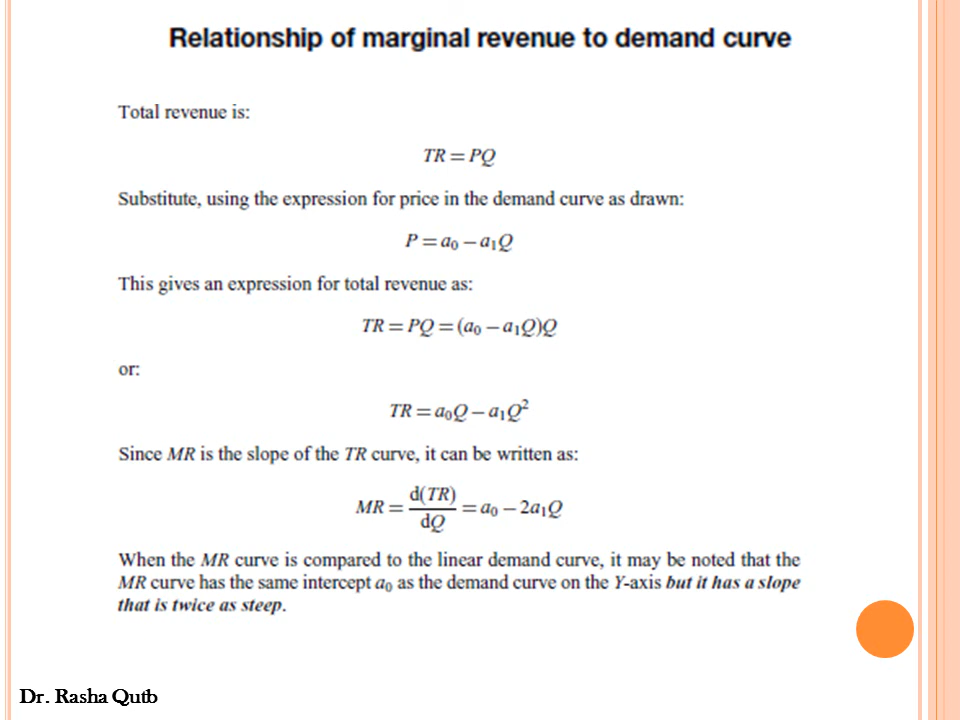 Relationship of marginal revenue to demand curve
Total revenue is:
TR = PQ
Substitute, using the expression for price in the demand curve as drawn:
P = a₀ − a₁Q
This gives an expression for total revenue as:
TR = PQ = (a₀ − a₁Q)Q
or:
TR = a₀Q − a₁Q²
Since MR is the slope of the TR curve, it can be written as:
MR = d(TR)/dQ = a₀ − 2a₁Q
When the MR curve is compared to the linear demand curve, it may be noted that the
MR curve has the same intercept a₀ as the demand curve on the Y-axis but it has a slope
that is twice as steep.
Dr. Rasha Qutb